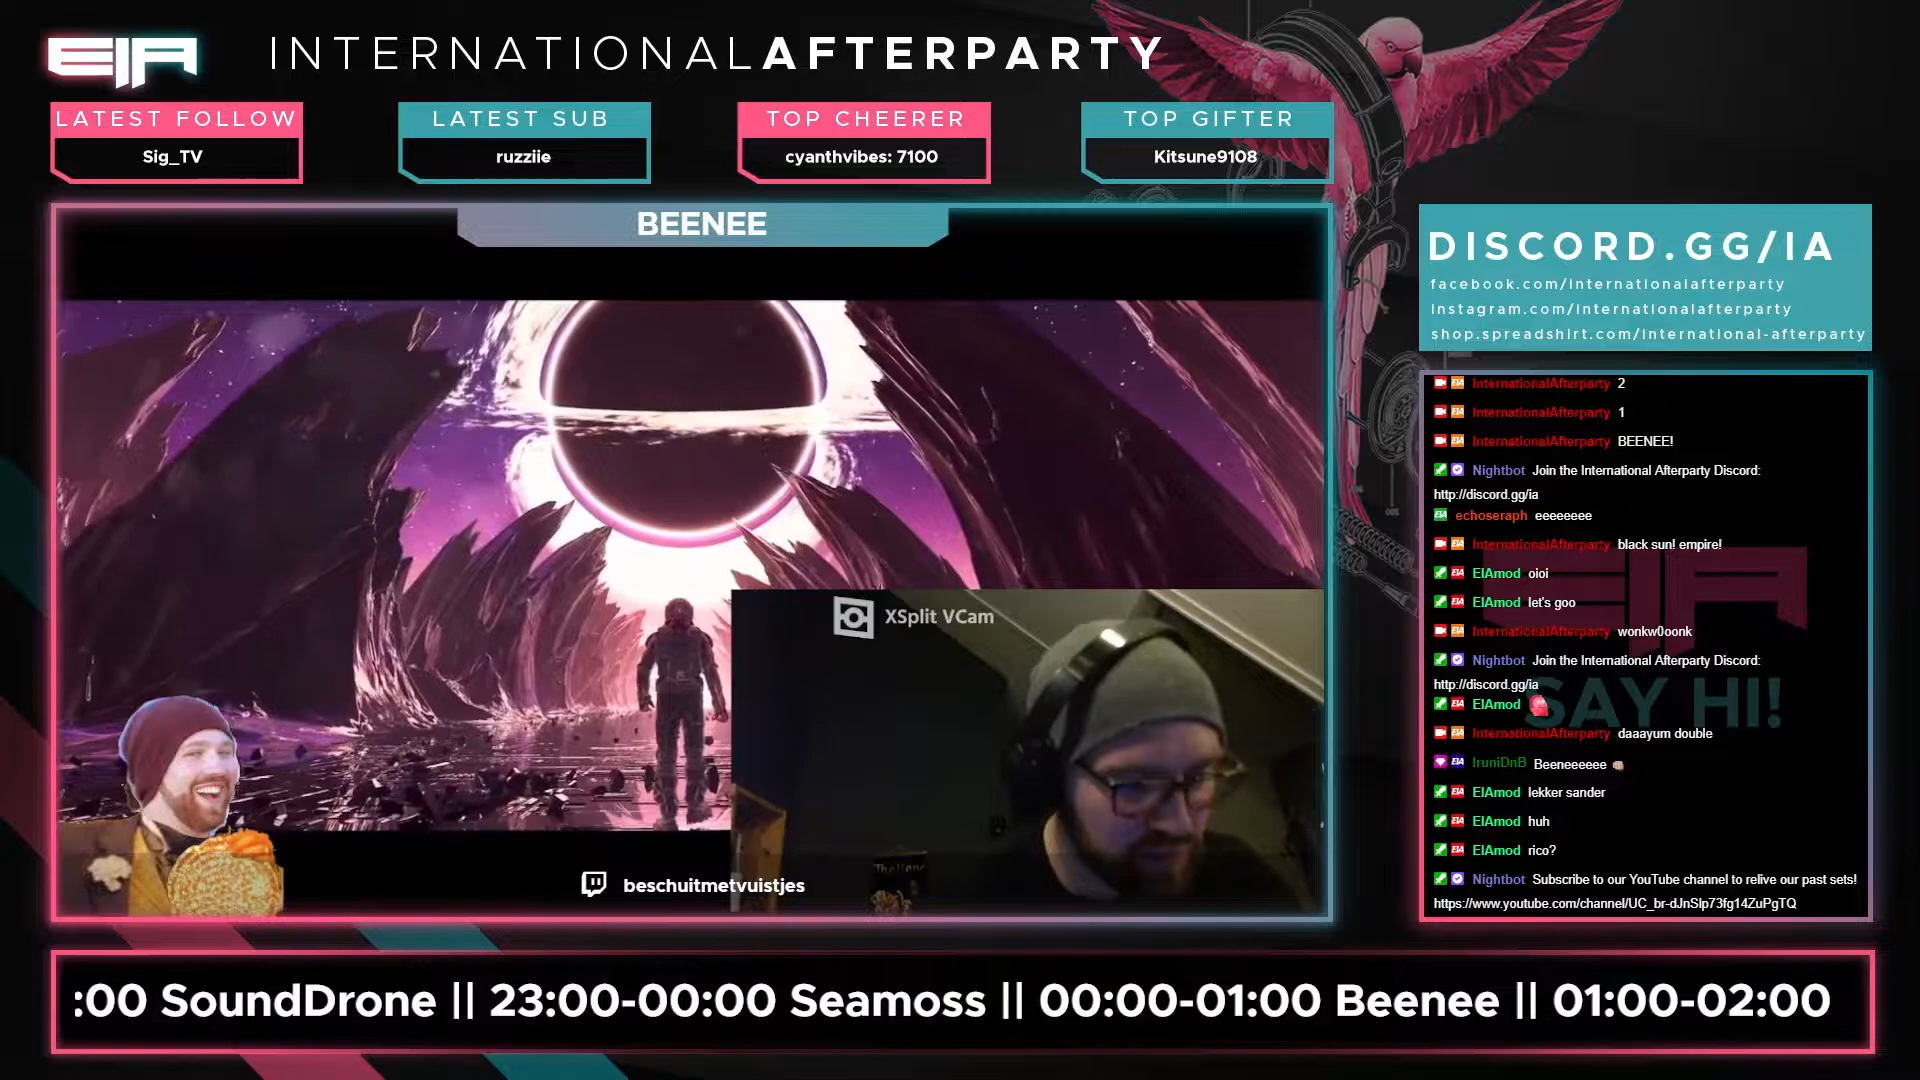 EIA
INTERNATIONALAFTERPARTY
LATEST FOLLOW
Sig_TV
LATEST SUB
ruzziie
TOP CHEERER
cyanthvibes: 7100
TOP GIFTER
Kitsune9108
BEENEE
XSplit VCam
beschuitmetvuistjes
DISCORD.GG/IA
facebook.com/internationalafterparty
instagram.com/internationalafterparty
shop.spreadshirt.com/international-afterparty
InternationalAfterparty 2
InternationalAfterparty 1
InternationalAfterparty BEENEE!
Nightbot Join the International Afterparty Discord:
http://discord.gg/ia
echoseraph eeeeeeee
InternationalAfterparty black sun! empire!
EIAmod oioi
EIAmod let's goo
InternationalAfterparty wonkw0onk
Nightbot Join the International Afterparty Discord:
http://discord.gg/ia
EIAmod
InternationalAfterparty daaayum double
IruniDnB Beeneeeeee
EIAmod lekker sander
EIAmod huh
EIAmod rico?
Nightbot Subscribe to our YouTube channel to relive our past sets!
https://www.youtube.com/channel/UC_br-dJnSlp73fg14ZuPgTQ
EIA
SAY HI!
:00 SoundDrone || 23:00-00:00 Seamoss || 00:00-01:00 Beenee || 01:00-02:00